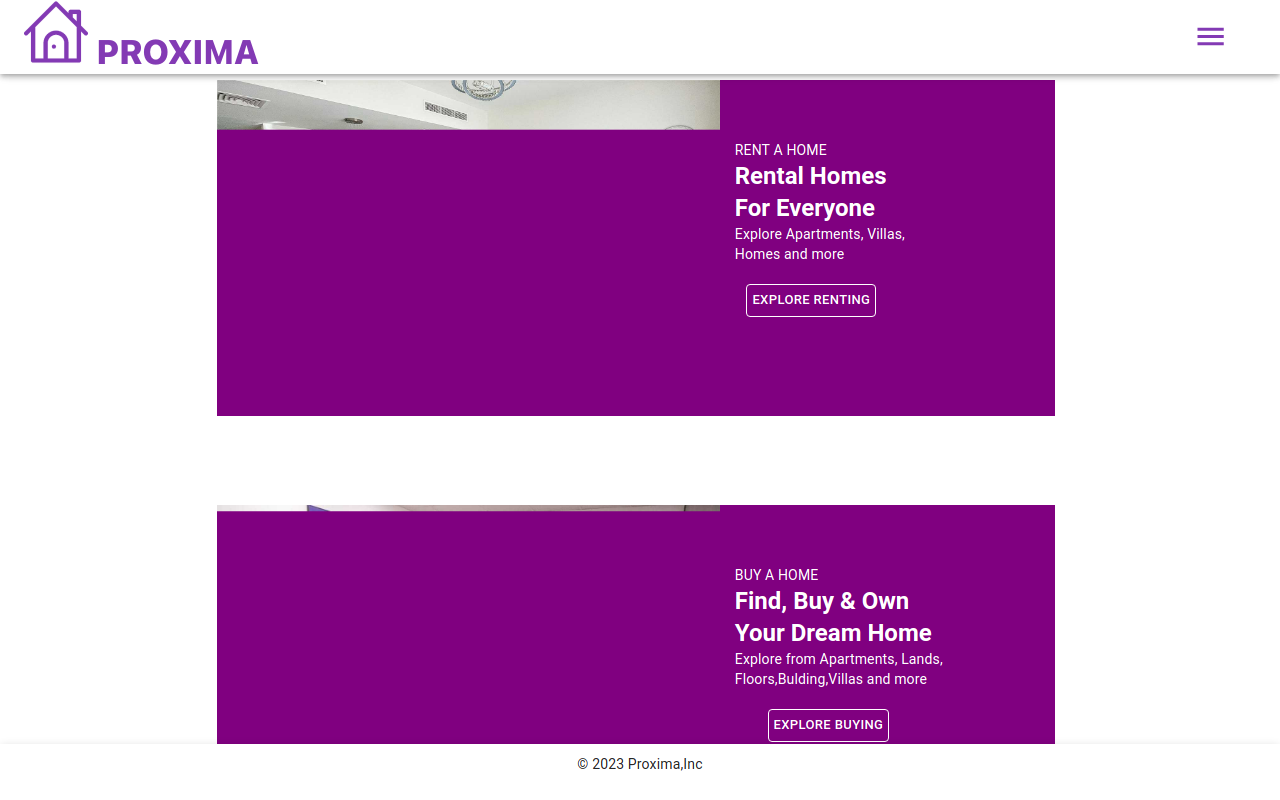 PROXIMA
RENT A HOME
Rental Homes
For Everyone
Explore Apartments, Villas,
Homes and more
EXPLORE RENTING
BUY A HOME
Find, Buy & Own
Your Dream Home
Explore from Apartments, Lands,
Floors,Bulding,Villas and more
EXPLORE BUYING
© 2023 Proxima,Inc